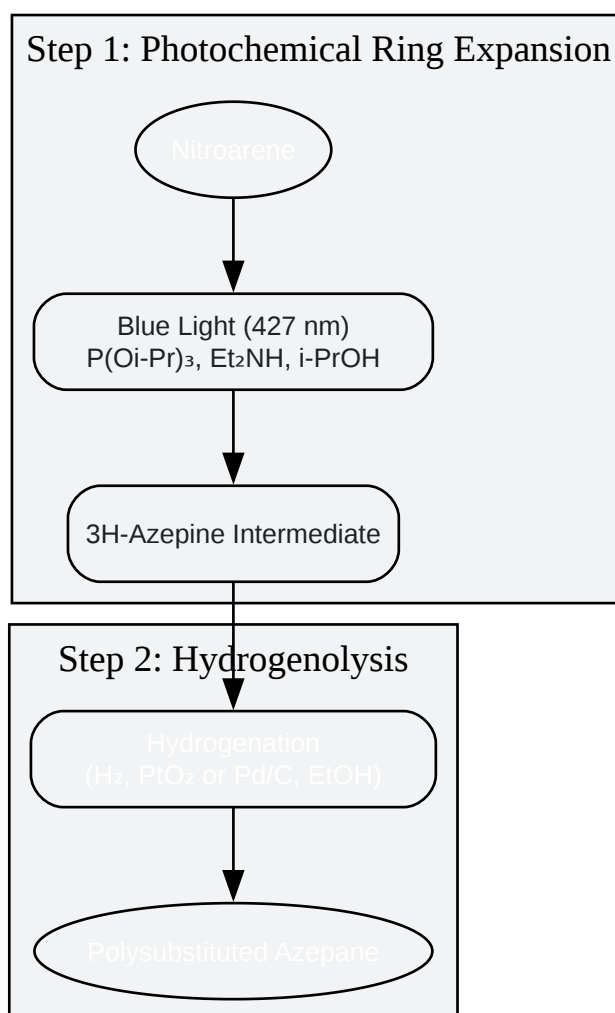 Step 1: Photochemical Ring Expansion
Nitroarene
Blue Light (427 nm)
P(Oi-Pr)₃, Et₂NH, i-PrOH
3H-Azepine Intermediate
Step 2: Hydrogenolysis
Hydrogenation
(H₂, PtO₂ or Pd/C, EtOH)
Polysubstituted Azepane